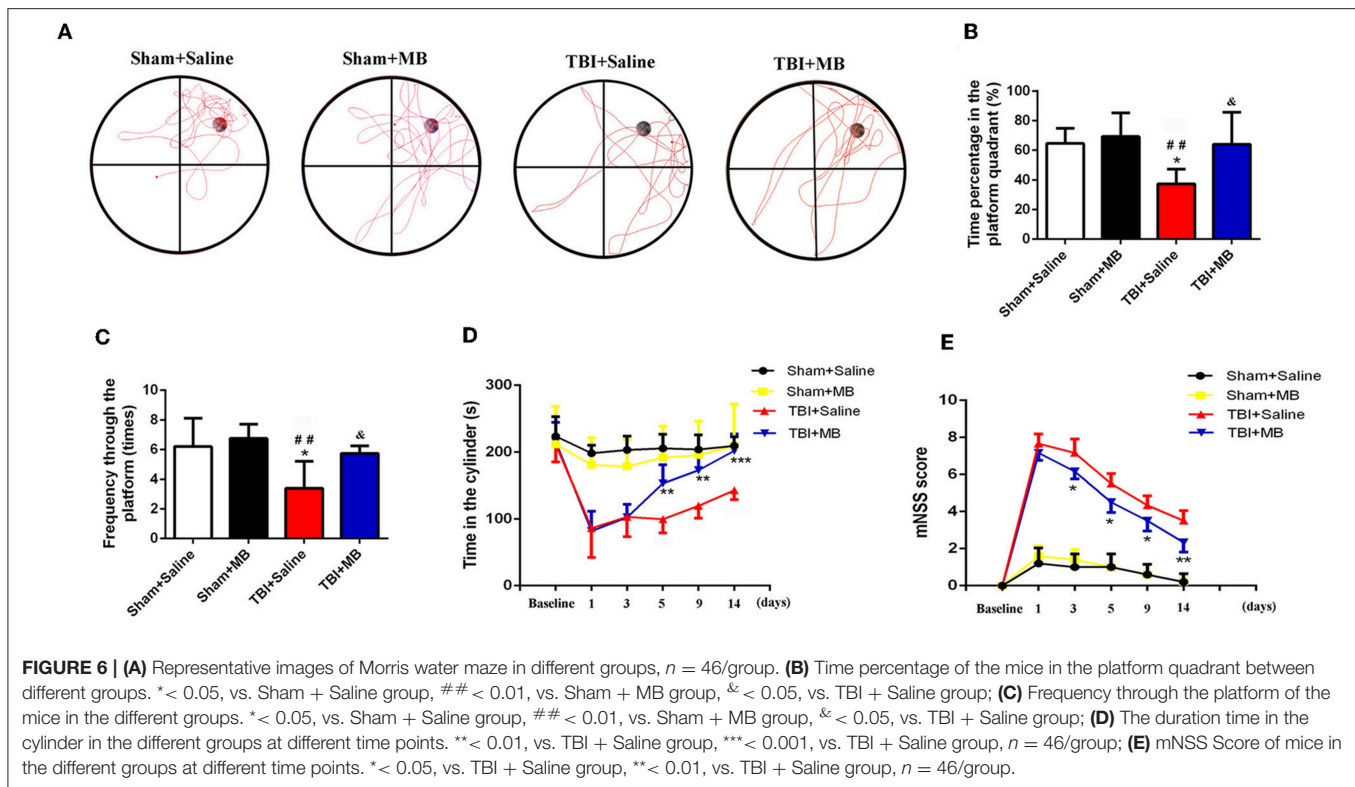 A
Sham+Saline
Sham+MB
TBI+Saline
TBI+MB
B
Time percentage in the
platform quadrant (%)
100
80
60
40
20
0
##
*
&
Sham+Saline
Sham+MB
TBI+Saline
TBI+MB
C
Frequency through the
platform (times)
10
8
6
4
2
0
##
*
&
Sham+Saline
Sham+MB
TBI+Saline
TBI+MB
D
Time in the cylinder (s)
300
200
100
0
Sham+Saline
Sham+MB
TBI+Saline
TBI+MB
**
**
***
Baseline 1 3 5 9 14 (days)
E
mNSS score
10
8
6
4
2
0
Sham+Saline
Sham+MB
TBI+Saline
TBI+MB
*
*
*
**
Baseline 1 3 5 9 14 (days)
FIGURE 6 | (A) Representative images of Morris water maze in different groups, n = 46/group. (B) Time percentage of the mice in the platform quadrant between
different groups. *< 0.05, vs. Sham + Saline group, ##< 0.01, vs. Sham + MB group, &< 0.05, vs. TBI + Saline group; (C) Frequency through the platform of the
mice in the different groups. *< 0.05, vs. Sham + Saline group, ##< 0.01, vs. Sham + MB group, &< 0.05, vs. TBI + Saline group; (D) The duration time in the
cylinder in the different groups at different time points. **< 0.01, vs. TBI + Saline group, ***< 0.001, vs. TBI + Saline group, n = 46/group; (E) mNSS Score of mice in
the different groups at different time points. *< 0.05, vs. TBI + Saline group, **< 0.01, vs. TBI + Saline group, n = 46/group.